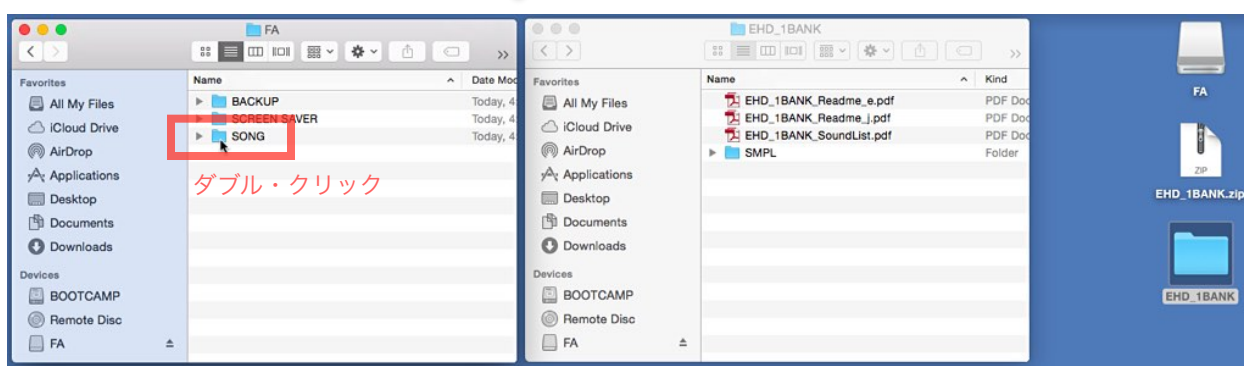 FA
Favorites
All My Files
iCloud Drive
AirDrop
Applications
Desktop
Documents
Downloads
Devices
BOOTCAMP
Remote Disc
FA
Name
Date Mod
BACKUP
Today, 4:
SCREEN SAVER
Today, 4:
SONG
Today, 4:
ダブル・クリック
EHD_1BANK
Favorites
All My Files
iCloud Drive
AirDrop
Applications
Desktop
Documents
Downloads
Devices
BOOTCAMP
Remote Disc
FA
Name
Kind
EHD_1BANK_Readme_e.pdf
PDF Doc
EHD_1BANK_Readme_j.pdf
PDF Doc
EHD_1BANK_SoundList.pdf
PDF Doc
SMPL
Folder
FA
ZIP
EHD_1BANK.zip
EHD_1BANK